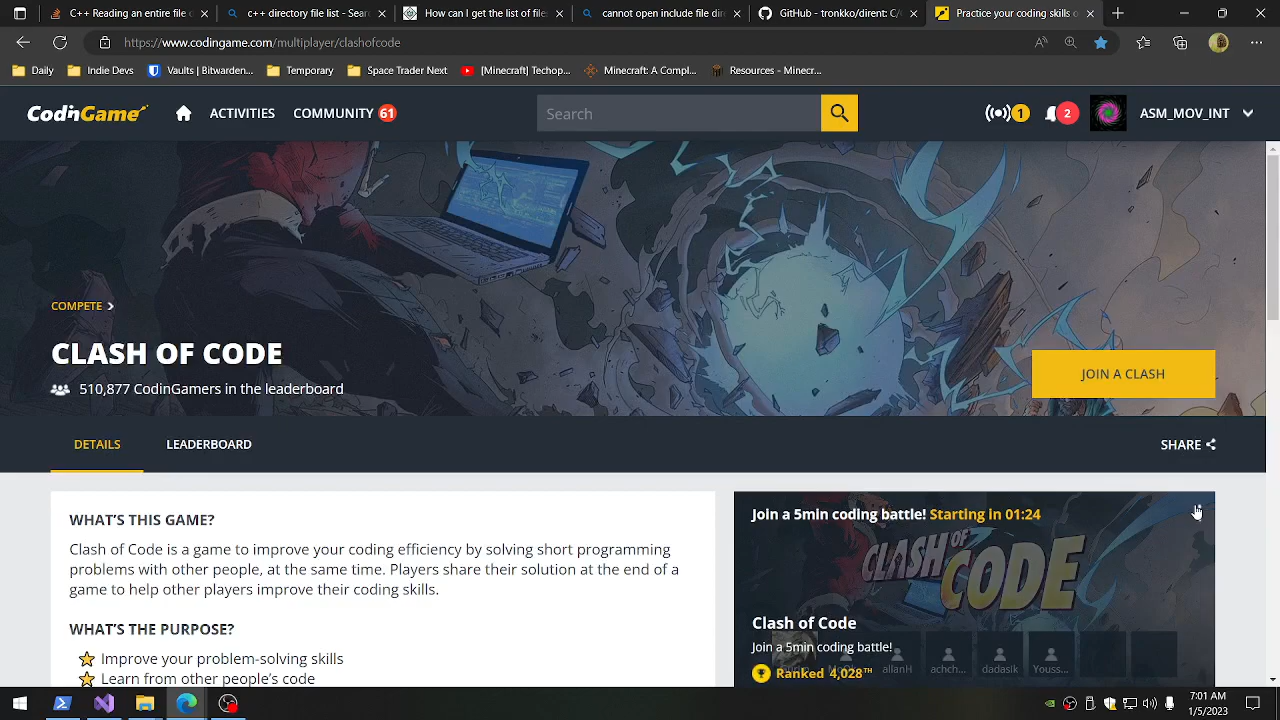 Reading an entire
c++ directory file list - Sear
How can I get the list of file
cannot open include file dire
GitHub - tronkko/dirent: C/
Practice your coding skills o
https://www.codingame.com/multiplayer/clashofcode
Daily
Indie Devs
Vaults | Bitwarden...
Temporary
Space Trader Next
[Minecraft] Techop...
Minecraft: A Compl...
Resources - Minecr...
CodinGame
ACTIVITIES
COMMUNITY 61
Search
1
2
ASM_MOV_INT
COMPETE
CLASH OF CODE
510,877 CodinGamers in the leaderboard
JOIN A CLASH
DETAILS
LEADERBOARD
SHARE
WHAT'S THIS GAME?
Clash of Code is a game to improve your coding efficiency by solving short programming
problems with other people, at the same time. Players share their solution at the end of a
game to help other players improve their coding skills.
WHAT'S THE PURPOSE?
Improve your problem-solving skills
Learn from other people's code
Join a 5min coding battle! Starting in 01:24
CLASH OF CODE
Clash of Code
Join a 5min coding battle!
allanH
achch...
dadasik
Youss...
Ranked 4,028TH
7:01 AM
1/5/2023